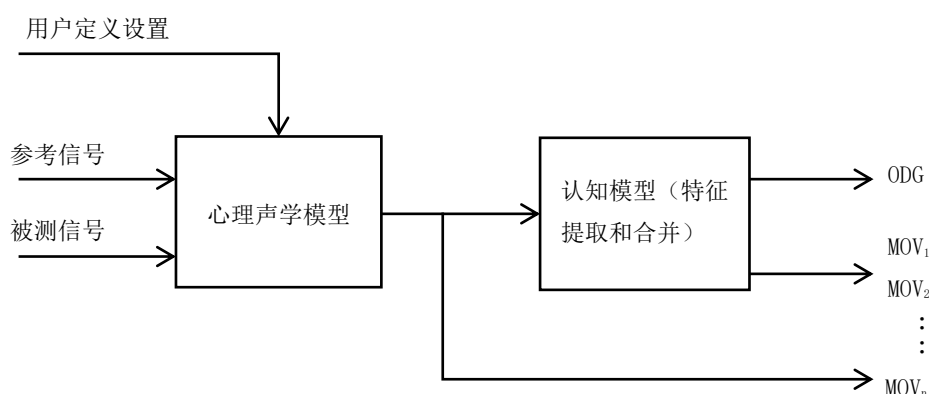 用户定义设置
参考信号
被测信号
心理声学模型
认知模型（特征
提取和合并）
ODG
MOV₁
MOV₂
⋮
MOVₙ